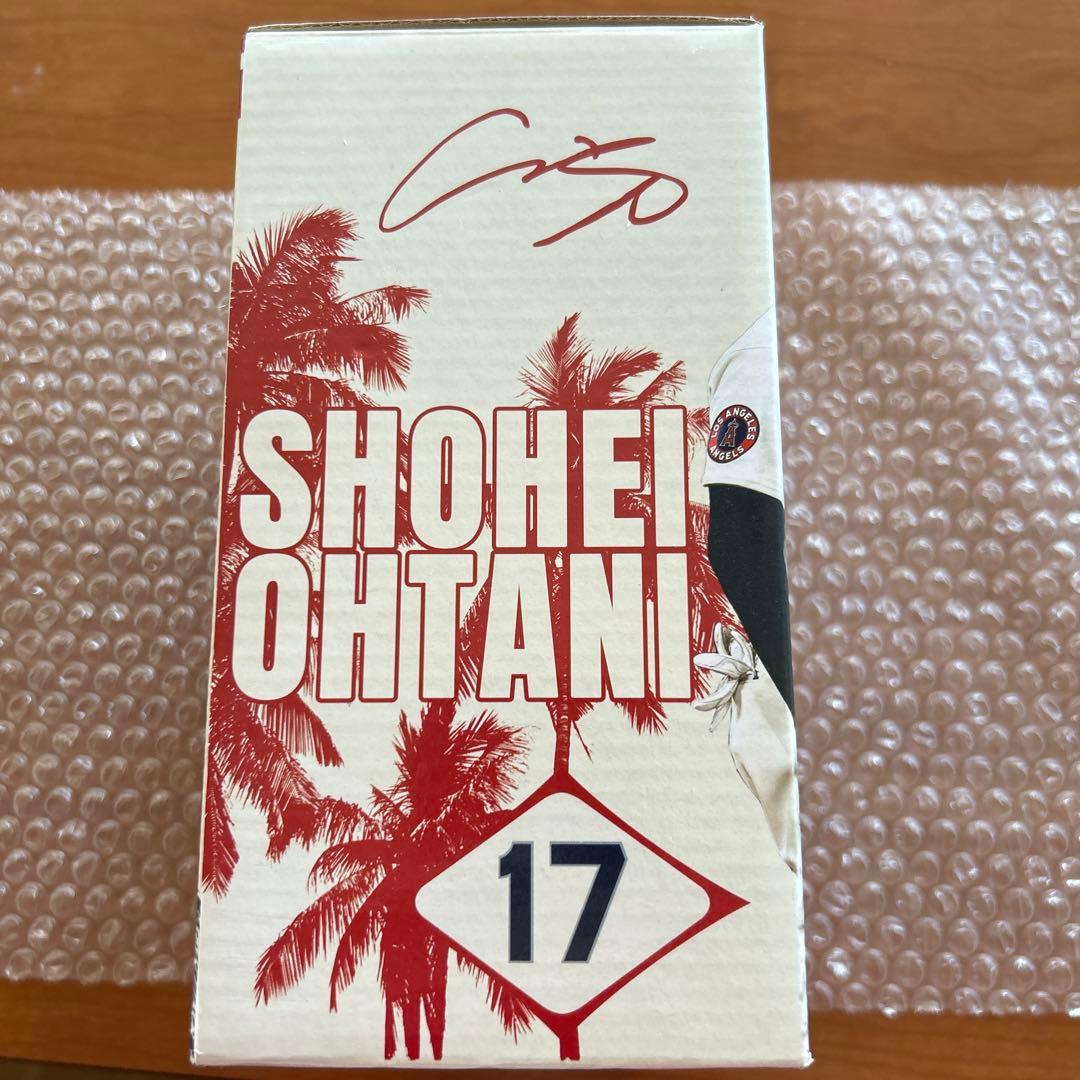 SHOHEI
OHTANI
LOS ANGELES
A
ANGELS
17